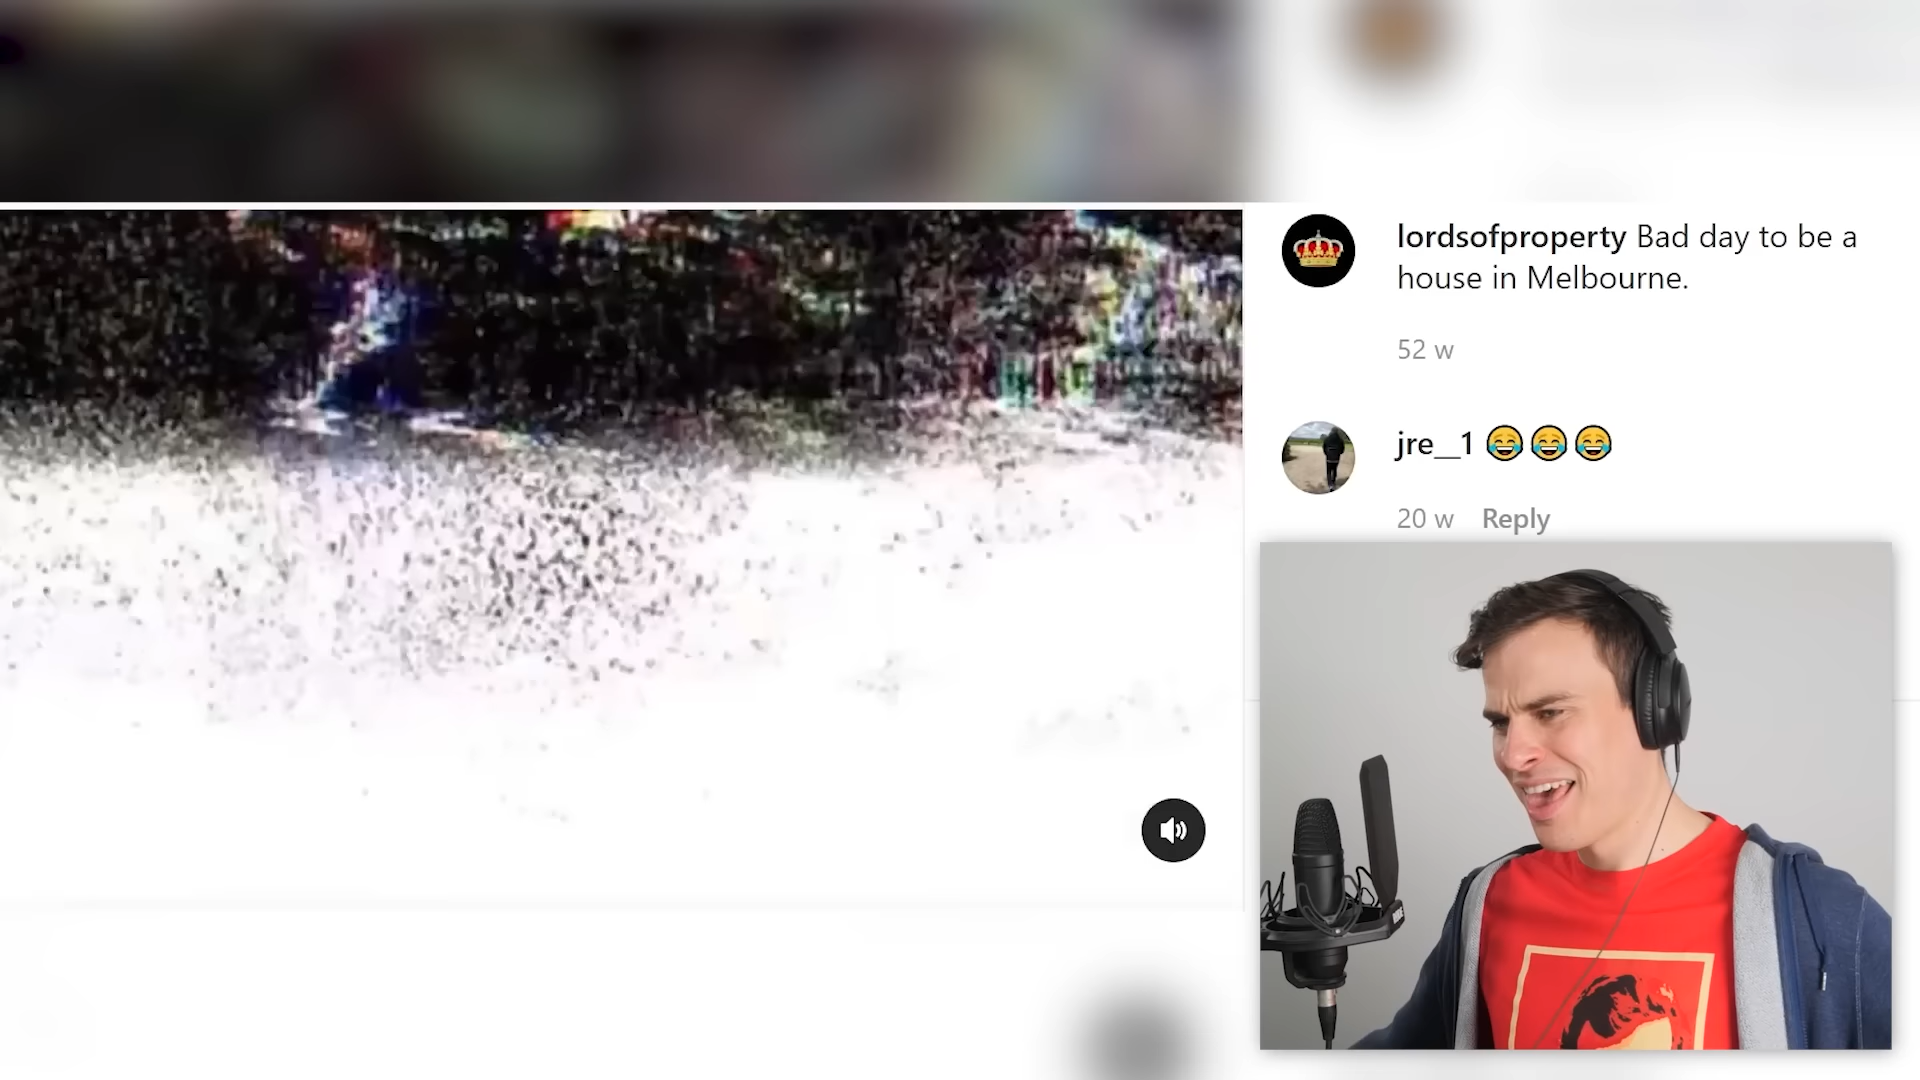 lordsofproperty Bad day to be a
house in Melbourne.
52 w
jre__1 😂😂😂
20 w Reply